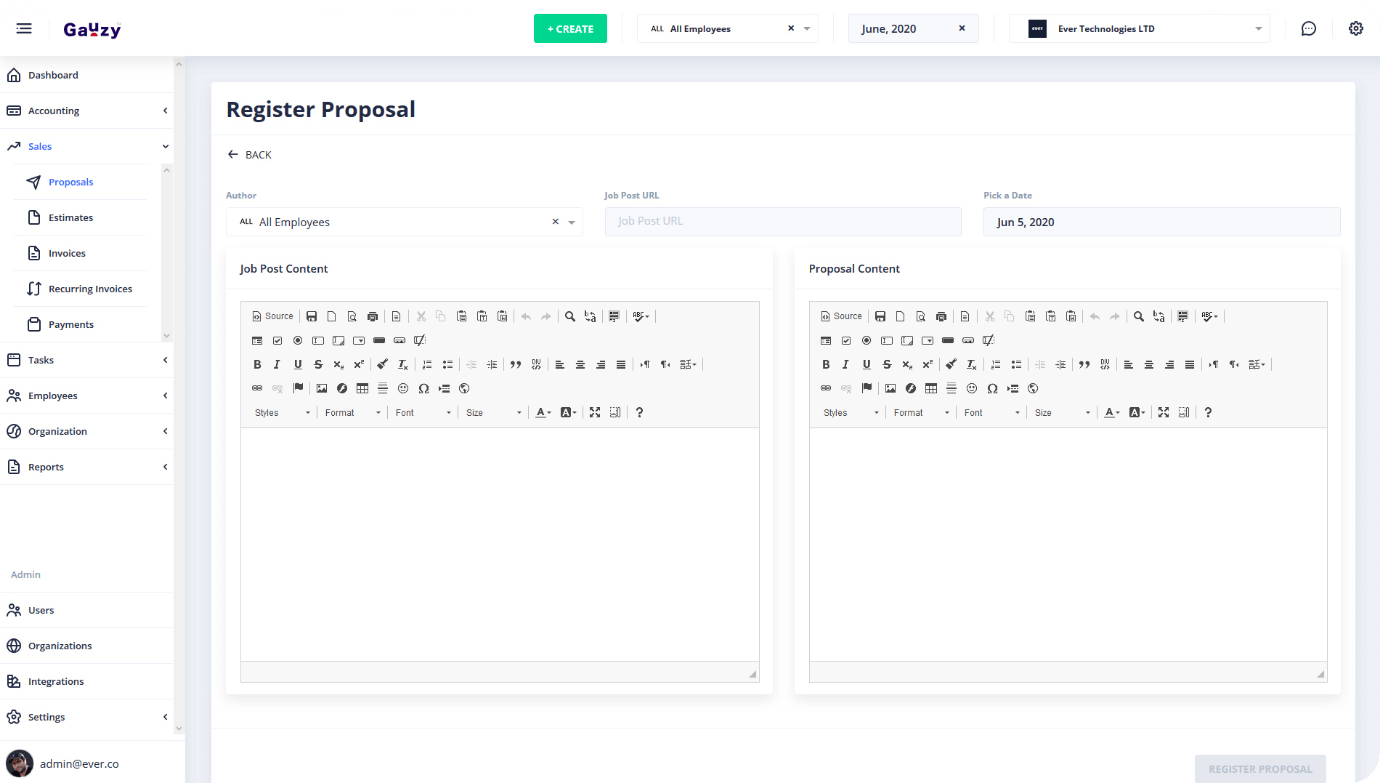 Gauzy
+ CREATE
ALL All Employees
June, 2020
ever
Ever Technologies LTD
Dashboard
Accounting
Sales
Proposals
Estimates
Invoices
Recurring Invoices
Payments
Tasks
Employees
Organization
Reports
Admin
Users
Organizations
Integrations
Settings
admin@ever.co
Register Proposal
BACK
Author
Job Post URL
Pick a Date
ALL All Employees
Job Post URL
Jun 5, 2020
Job Post Content
Source
Styles Format Font Size
Proposal Content
Source
Styles Format Font Size
REGISTER PROPOSAL